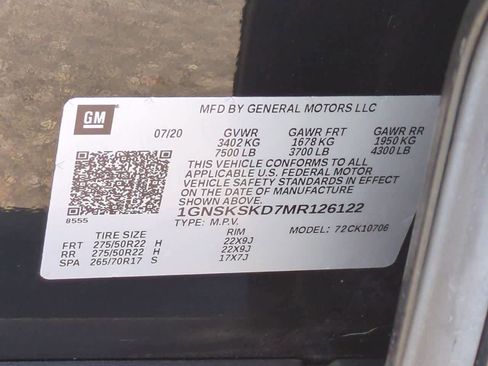 GM
MFD BY GENERAL MOTORS LLC
07/20 GVWR GAWR FRT GAWR RR
3402 KG 1678 KG 1950 KG
7500 LB 3700 LB 4300 LB
THIS VEHICLE CONFORMS TO ALL
APPLICABLE U.S. FEDERAL MOTOR
VEHICLE SAFETY STANDARDS IN EFFECT
ON THE DATE OF MANUFACTURE
SHOWN ABOVE.
1GNSKSKD7MR126122
8555
TYPE: M.P.V. MODEL: 72CK10706
TIRE SIZE RIM
FRT 275/50R22 H 22X9J
RR 275/50R22 H 22X9J
SPA 265/70R17 S 17X7J